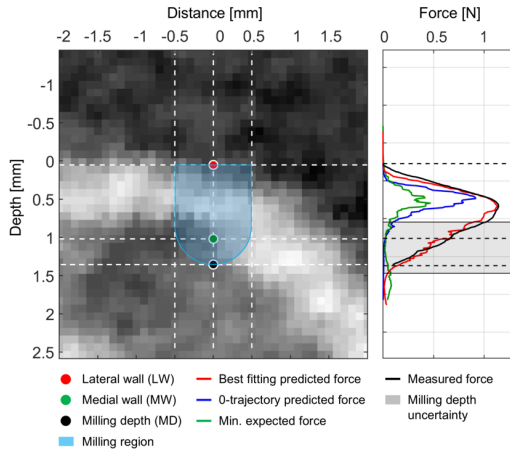 Distance [mm]
Force [N]
-2 -1.5 -1 -0.5 0 0.5 1 1.5
0 0.5 1
-1
-0.5
0
0.5
1
1.5
2
2.5
Depth [mm]
Lateral wall (LW)
Best fitting predicted force
Measured force
Medial wall (MW)
0-trajectory predicted force
Milling depth
uncertainty
Milling depth (MD)
Min. expected force
Milling region